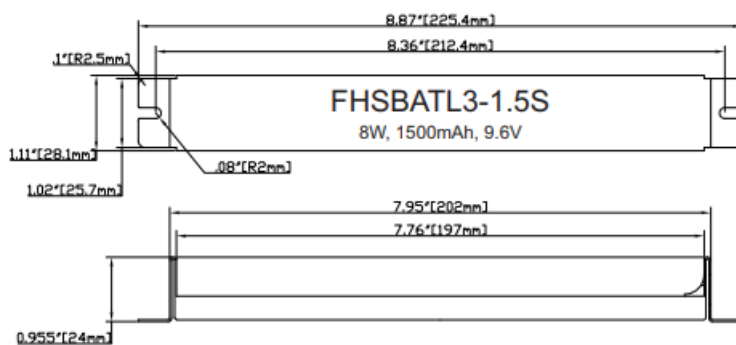 8.87"[225.4mm]
8.36"[212.4mm]
.1"[R2.5mm]
FHSBATL3-1.5S
8W, 1500mAh, 9.6V
1.11"[28.1mm]
.08"[R2mm]
1.02"[25.7mm]
7.95"[202mm]
7.76"[197mm]
0.955"[24mm]